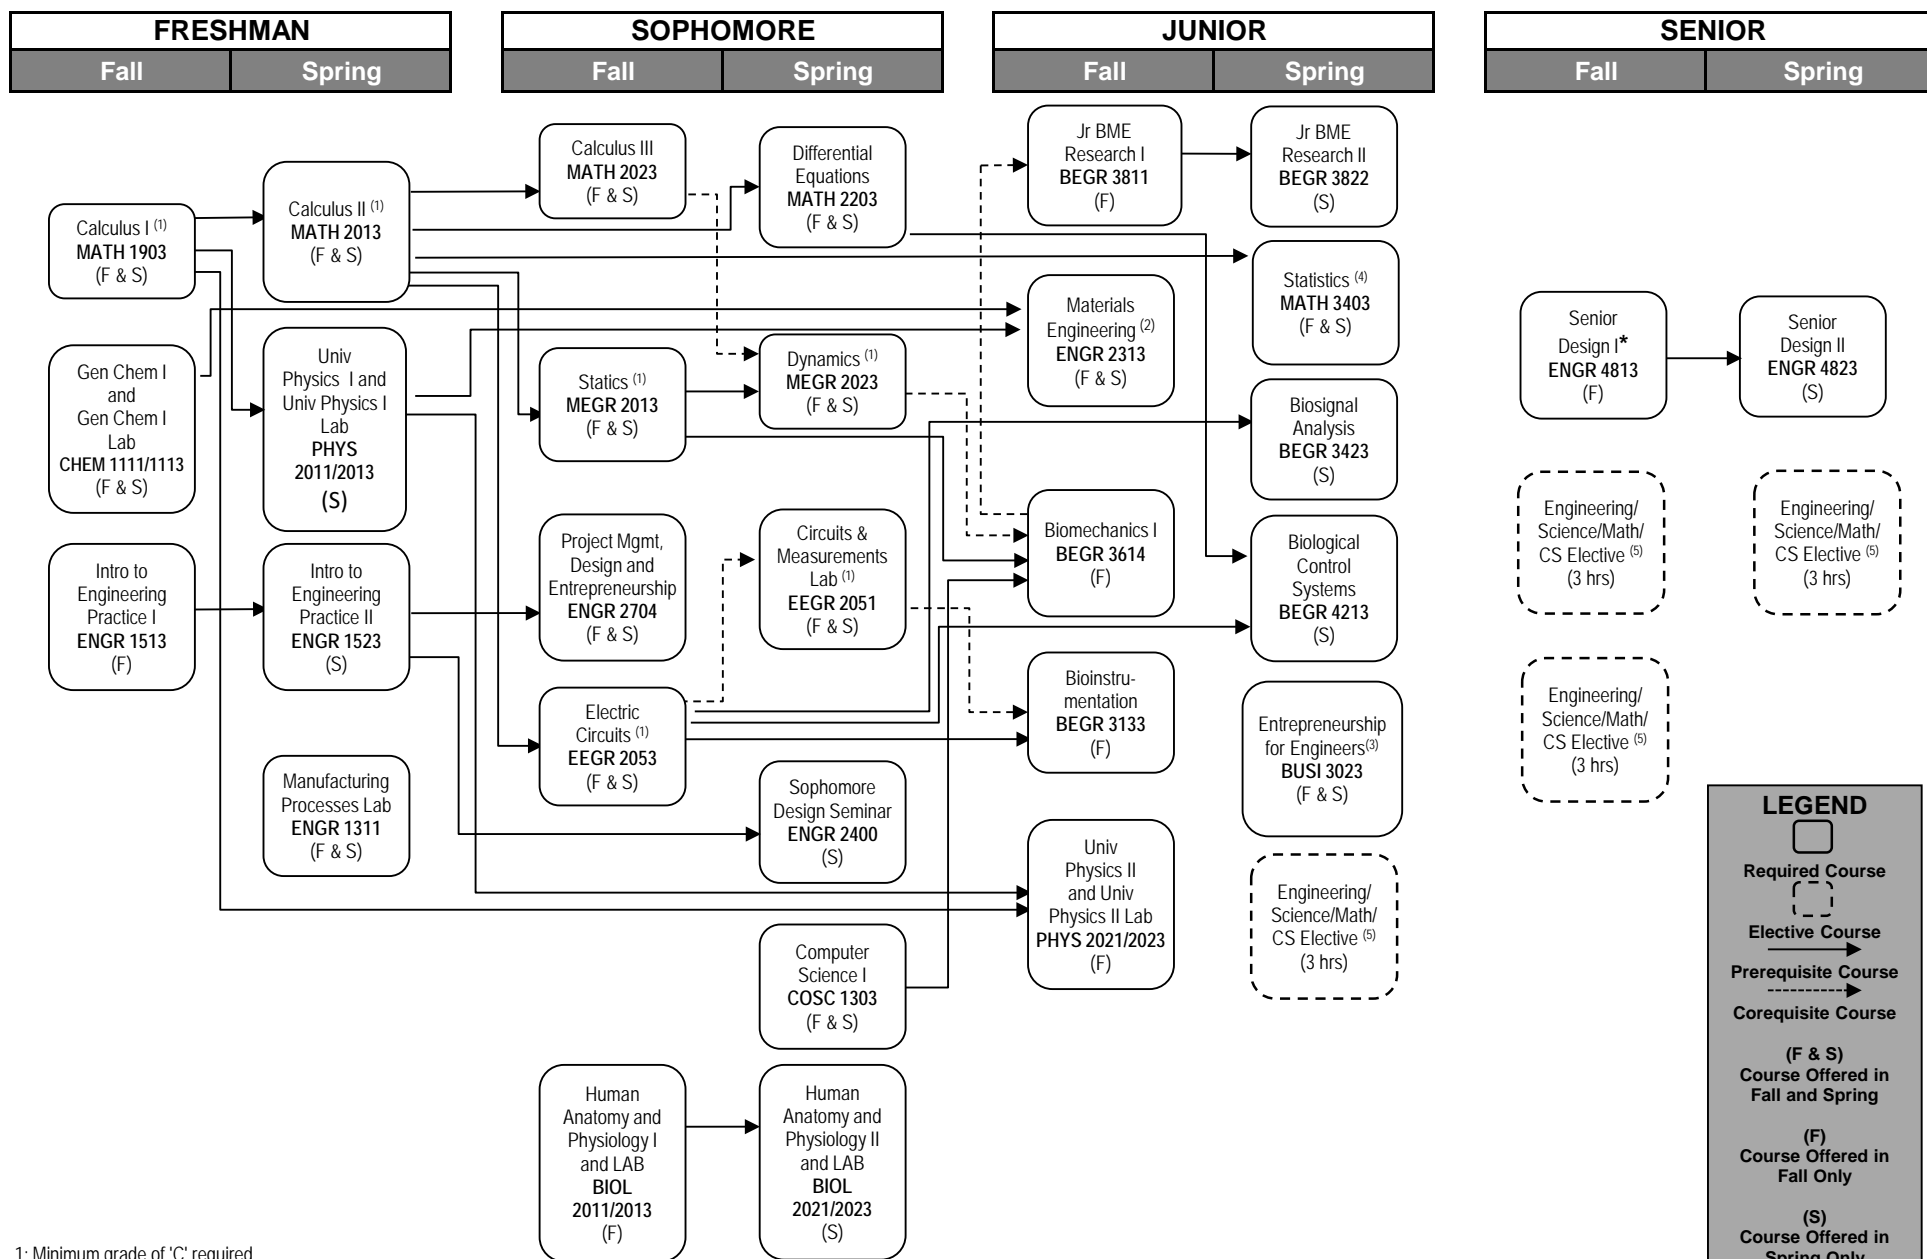 FRESHMAN
Fall
Spring
SOPHOMORE
Fall
Spring
JUNIOR
Fall
Spring
SENIOR
Fall
Spring
Calculus I (1)
MATH 1903
(F & S)
Gen Chem I
and
Gen Chem I
Lab
CHEM 1111/1113
(F & S)
Intro to
Engineering
Practice I
ENGR 1513
(F)
Calculus II (1)
MATH 2013
(F & S)
Univ
Physics I and
Univ Physics I
Lab
PHYS
2011/2013
(S)
Intro to
Engineering
Practice II
ENGR 1523
(S)
Manufacturing
Processes Lab
ENGR 1311
(F & S)
Calculus III
MATH 2023
(F & S)
Statics (1)
MEGR 2013
(F & S)
Project Mgmt,
Design and
Entrepreneurship
ENGR 2704
(F & S)
Electric
Circuits (1)
EEGR 2053
(F & S)
Human
Anatomy and
Physiology I
and LAB
BIOL
2011/2013
(F)
Differential
Equations
MATH 2203
(F & S)
Dynamics (1)
MEGR 2023
(F & S)
Circuits &
Measurements
Lab (1)
EEGR 2051
(F & S)
Sophomore
Design Seminar
ENGR 2400
(S)
Computer
Science I
COSC 1303
(F & S)
Human
Anatomy and
Physiology II
and LAB
BIOL
2021/2023
(S)
Jr BME
Research I
BEGR 3811
(F)
Materials
Engineering (2)
ENGR 2313
(F & S)
Biomechanics I
BEGR 3614
(F)
Bioinstru-
mentation
BEGR 3133
(F)
Univ
Physics II
and Univ
Physics II Lab
PHYS 2021/2023
(F)
Jr BME
Research II
BEGR 3822
(S)
Statistics (4)
MATH 3403
(F & S)
Biosignal
Analysis
BEGR 3423
(S)
Biological
Control
Systems
BEGR 4213
(S)
Entrepreneurship
for Engineers(3)
BUSI 3023
(F & S)
Engineering/
Science/Math/
CS Elective (5)
(3 hrs)
Senior
Design I*
ENGR 4813
(F)
Engineering/
Science/Math/
CS Elective (5)
(3 hrs)
Engineering/
Science/Math/
CS Elective (5)
(3 hrs)
Senior
Design II
ENGR 4823
(S)
Engineering/
Science/Math/
CS Elective (5)
(3 hrs)
LEGEND
Required Course
Elective Course
Prerequisite Course
Corequisite Course
(F & S)
Course Offered in
Fall and Spring
(F)
Course Offered in
Fall Only
(S)
Course Offered in
Spring Only
1: Minimum grade of 'C' required